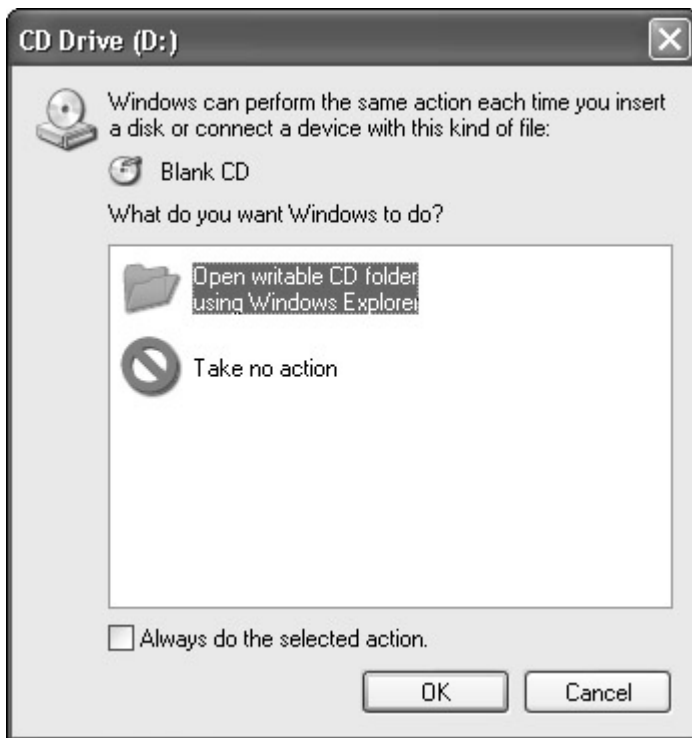 CD Drive (D:)
Windows can perform the same action each time you insert
a disk or connect a device with this kind of file:
Blank CD
What do you want Windows to do?
Open writable CD folder
using Windows Explorer
Take no action
Always do the selected action.
OK
Cancel